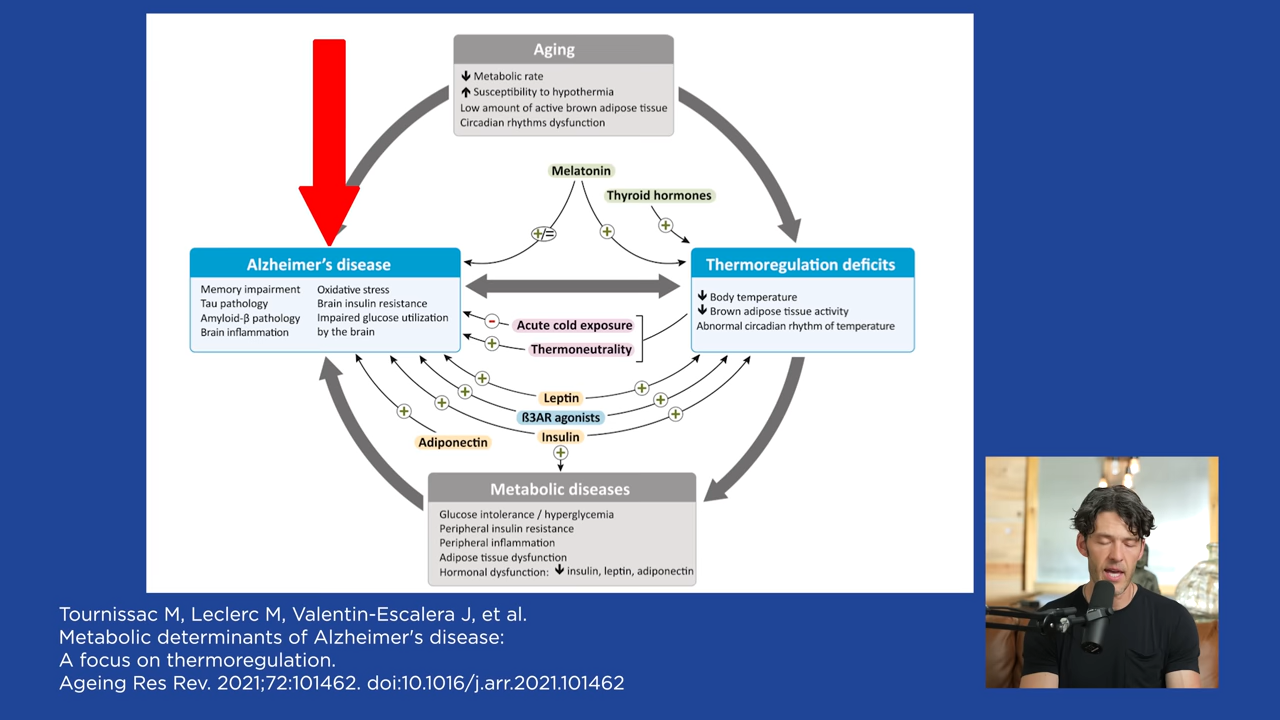 Aging
↓ Metabolic rate
↑ Susceptibility to hypothermia
Low amount of active brown adipose tissue
Circadian rhythms dysfunction
Melatonin
Thyroid hormones
+/=
+
+
Alzheimer's disease
Memory impairment
Tau pathology
Amyloid-β pathology
Brain inflammation
Oxidative stress
Brain insulin resistance
Impaired glucose utilization
by the brain
Thermoregulation deficits
↓ Body temperature
↓ Brown adipose tissue activity
Abnormal circadian rhythm of temperature
- Acute cold exposure
+ Thermoneutrality
+ Leptin +
+ ß3AR agonists +
+ Insulin +
+ Adiponectin
+
Metabolic diseases
Glucose intolerance / hyperglycemia
Peripheral insulin resistance
Peripheral inflammation
Adipose tissue dysfunction
Hormonal dysfunction: ↓ insulin, leptin, adiponectin
Tournissac M, Leclerc M, Valentin-Escalera J, et al.
Metabolic determinants of Alzheimer's disease:
A focus on thermoregulation.
Ageing Res Rev. 2021;72:101462. doi:10.1016/j.arr.2021.101462